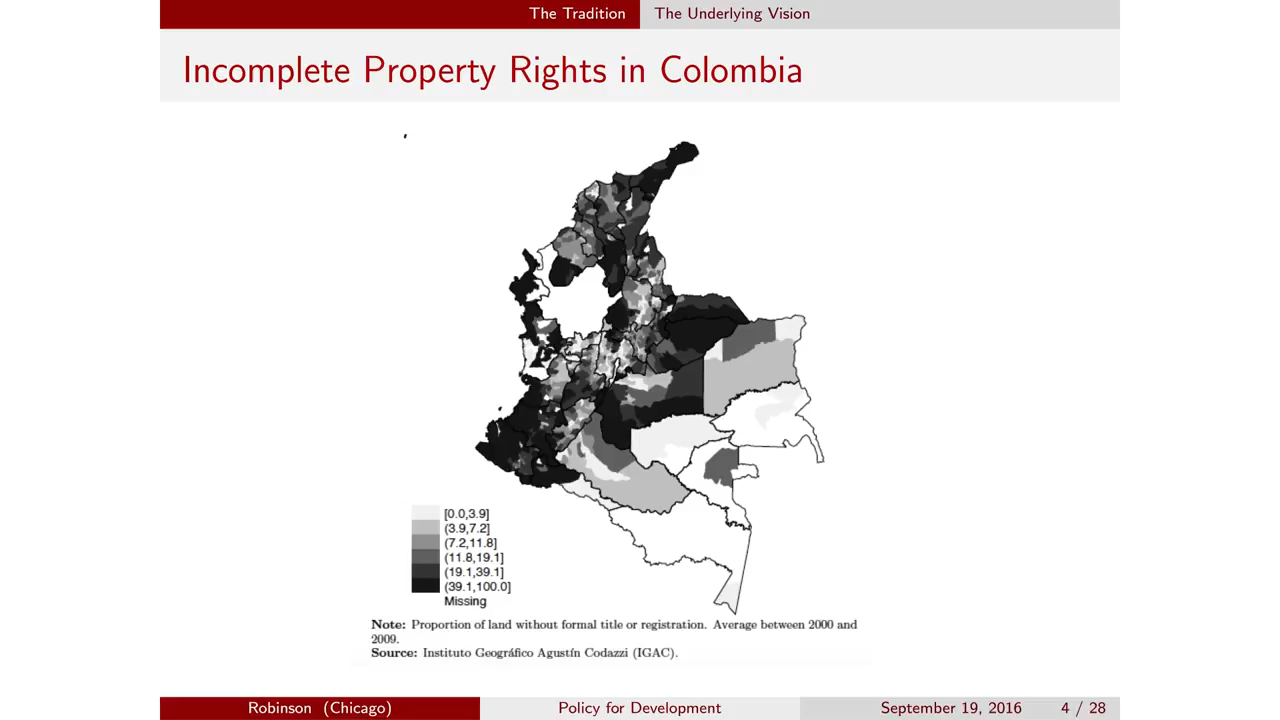 The Tradition The Underlying Vision
Incomplete Property Rights in Colombia
[0.0,3.9]
(3.9,7.2]
(7.2,11.8]
(11.8,19.1]
(19.1,39.1]
(39.1,100.0]
Missing
Note: Proportion of land without formal title or registration. Average between 2000 and
2009.
Source: Instituto Geográfico Agustín Codazzi (IGAC).
Robinson (Chicago) Policy for Development September 19, 2016 4 / 28